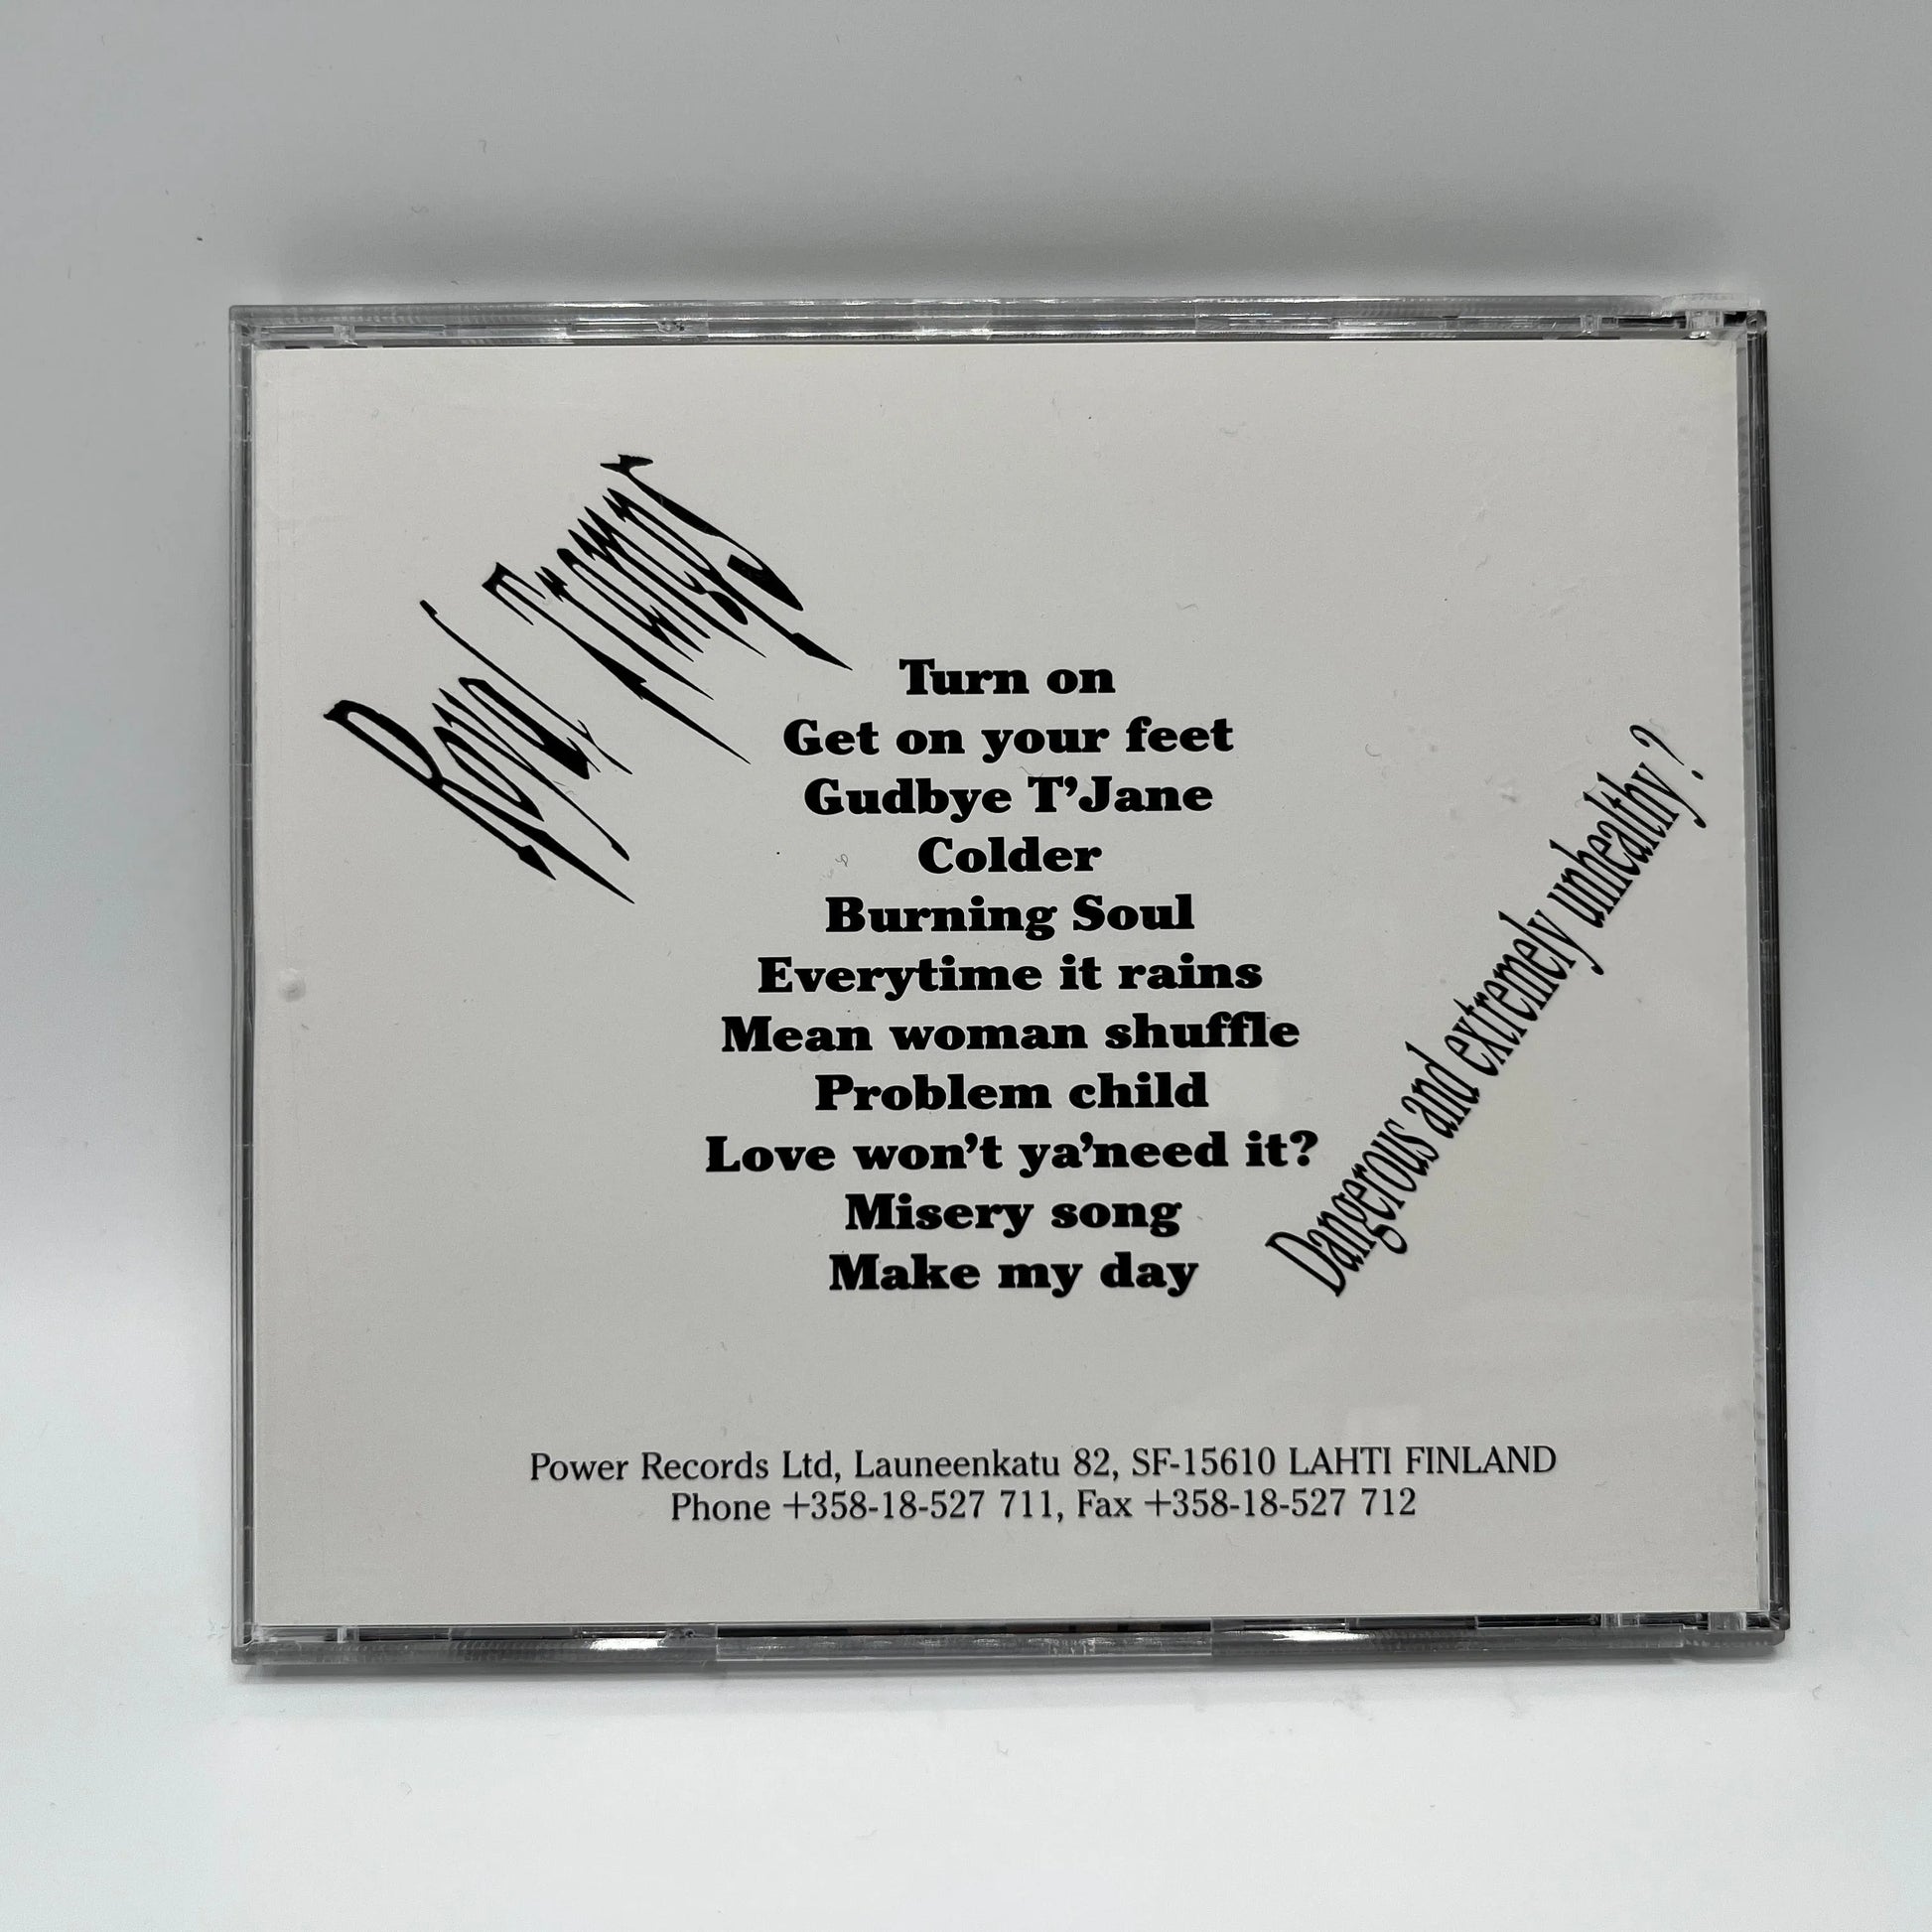 Royal Tramps
Turn on
Get on your feet
Gudbye T’Jane
Colder
Burning Soul
Everytime it rains
Mean woman shuffle
Problem child
Love won’t ya’need it?
Misery song
Make my day
Dangerous and extremely unhealthy ?
Power Records Ltd, Launeenkatu 82, SF-15610 LAHTI FINLAND
Phone +358-18-527 711, Fax +358-18-527 712